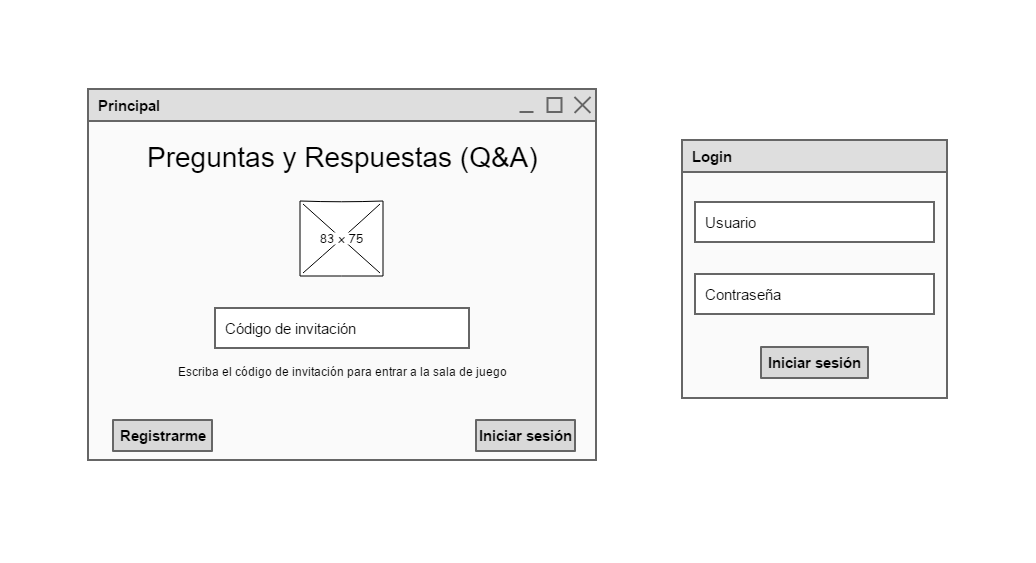 Principal
Preguntas y Respuestas (Q&A)
83 x 75
Código de invitación
Escriba el código de invitación para entrar a la sala de juego
Registrarme
Iniciar sesión
Login
Usuario
Contraseña
Iniciar sesión